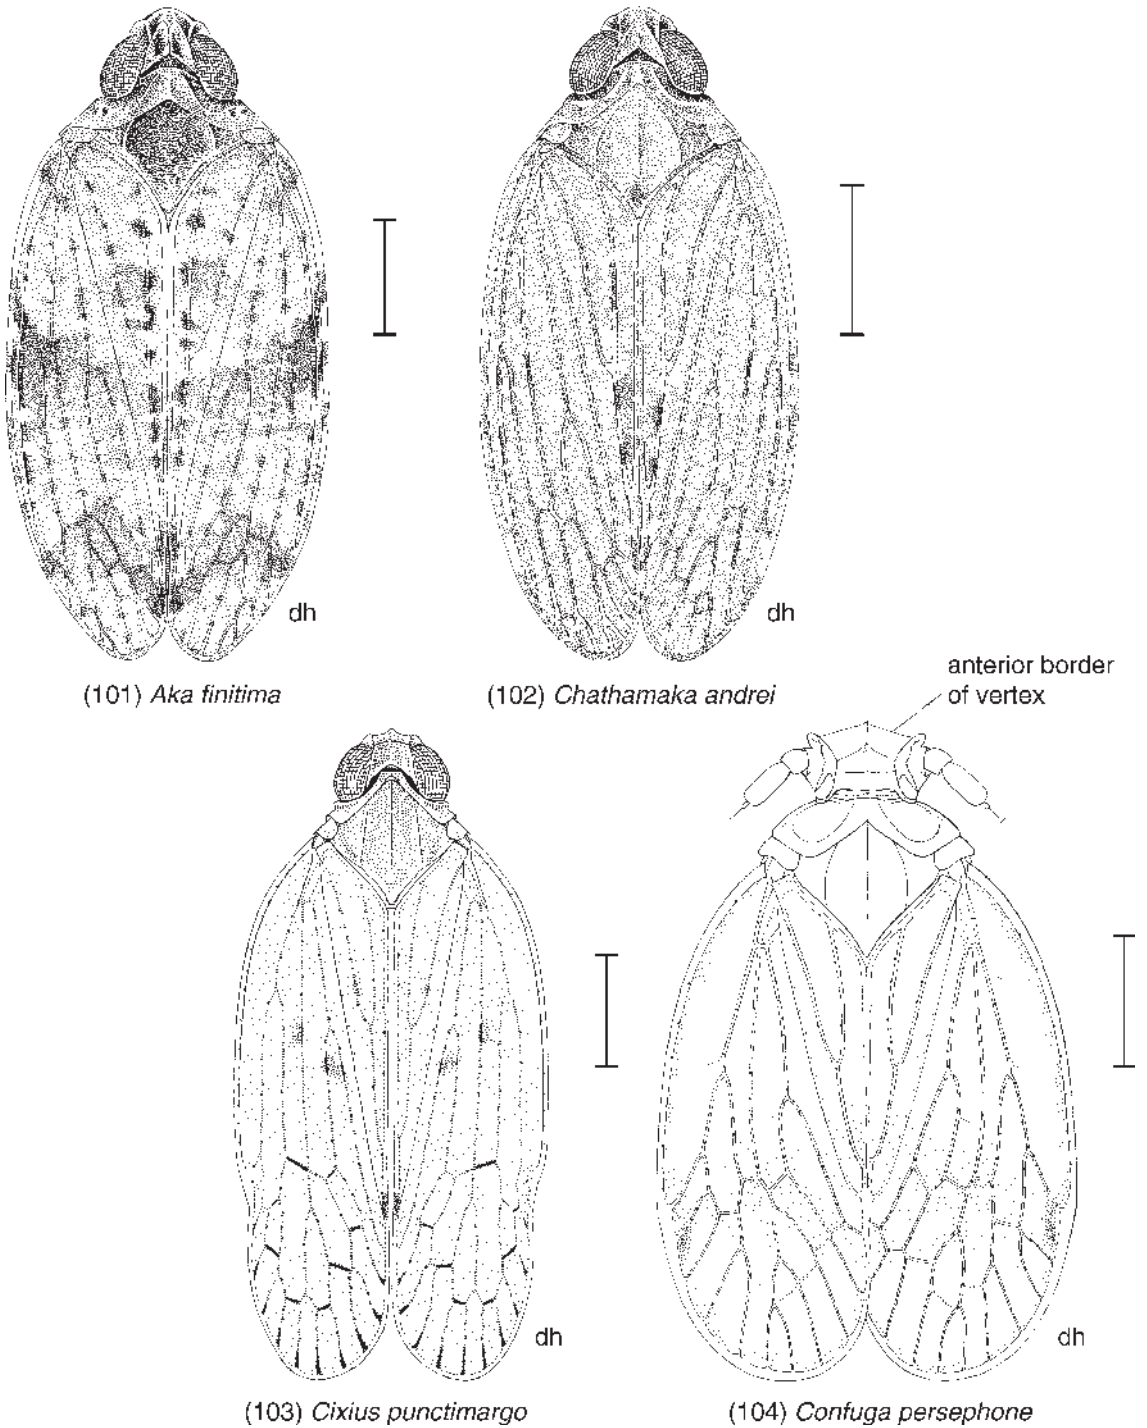 dh
dh
(101) Aka finitima
(102) Chathamaka andrei
anterior border
of vertex
dh
dh
(103) Cixius punctimargo
(104) Confuga persephone